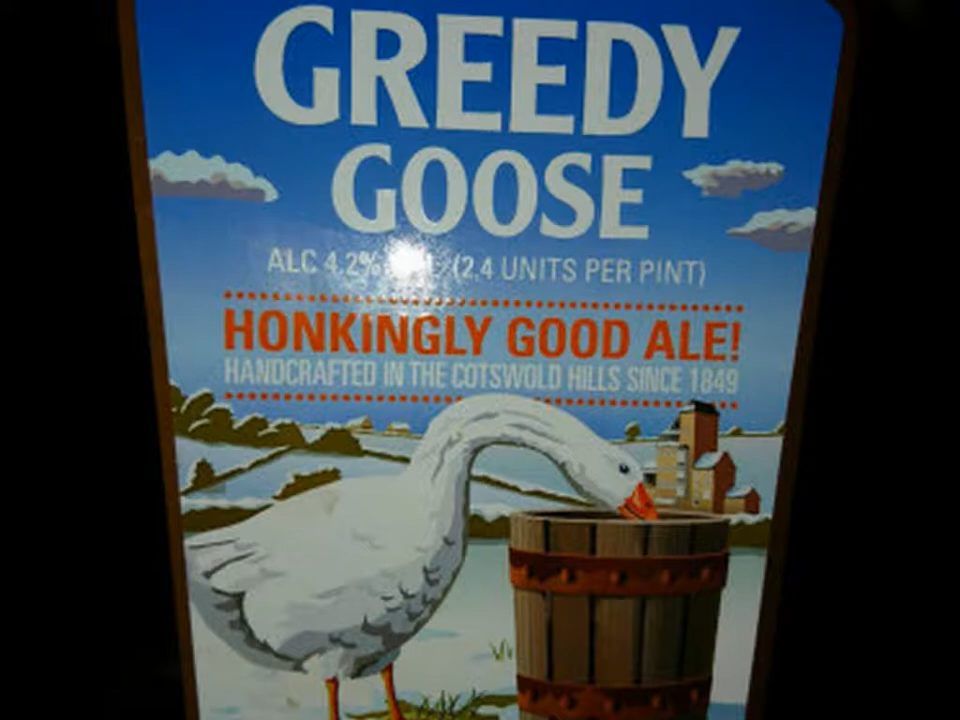 GREEDY
GOOSE
ALC 4.2% (2.4 UNITS PER PINT)
HONKINGLY GOOD ALE!
HANDCRAFTED IN THE COTSWOLD HILLS SINCE 1849